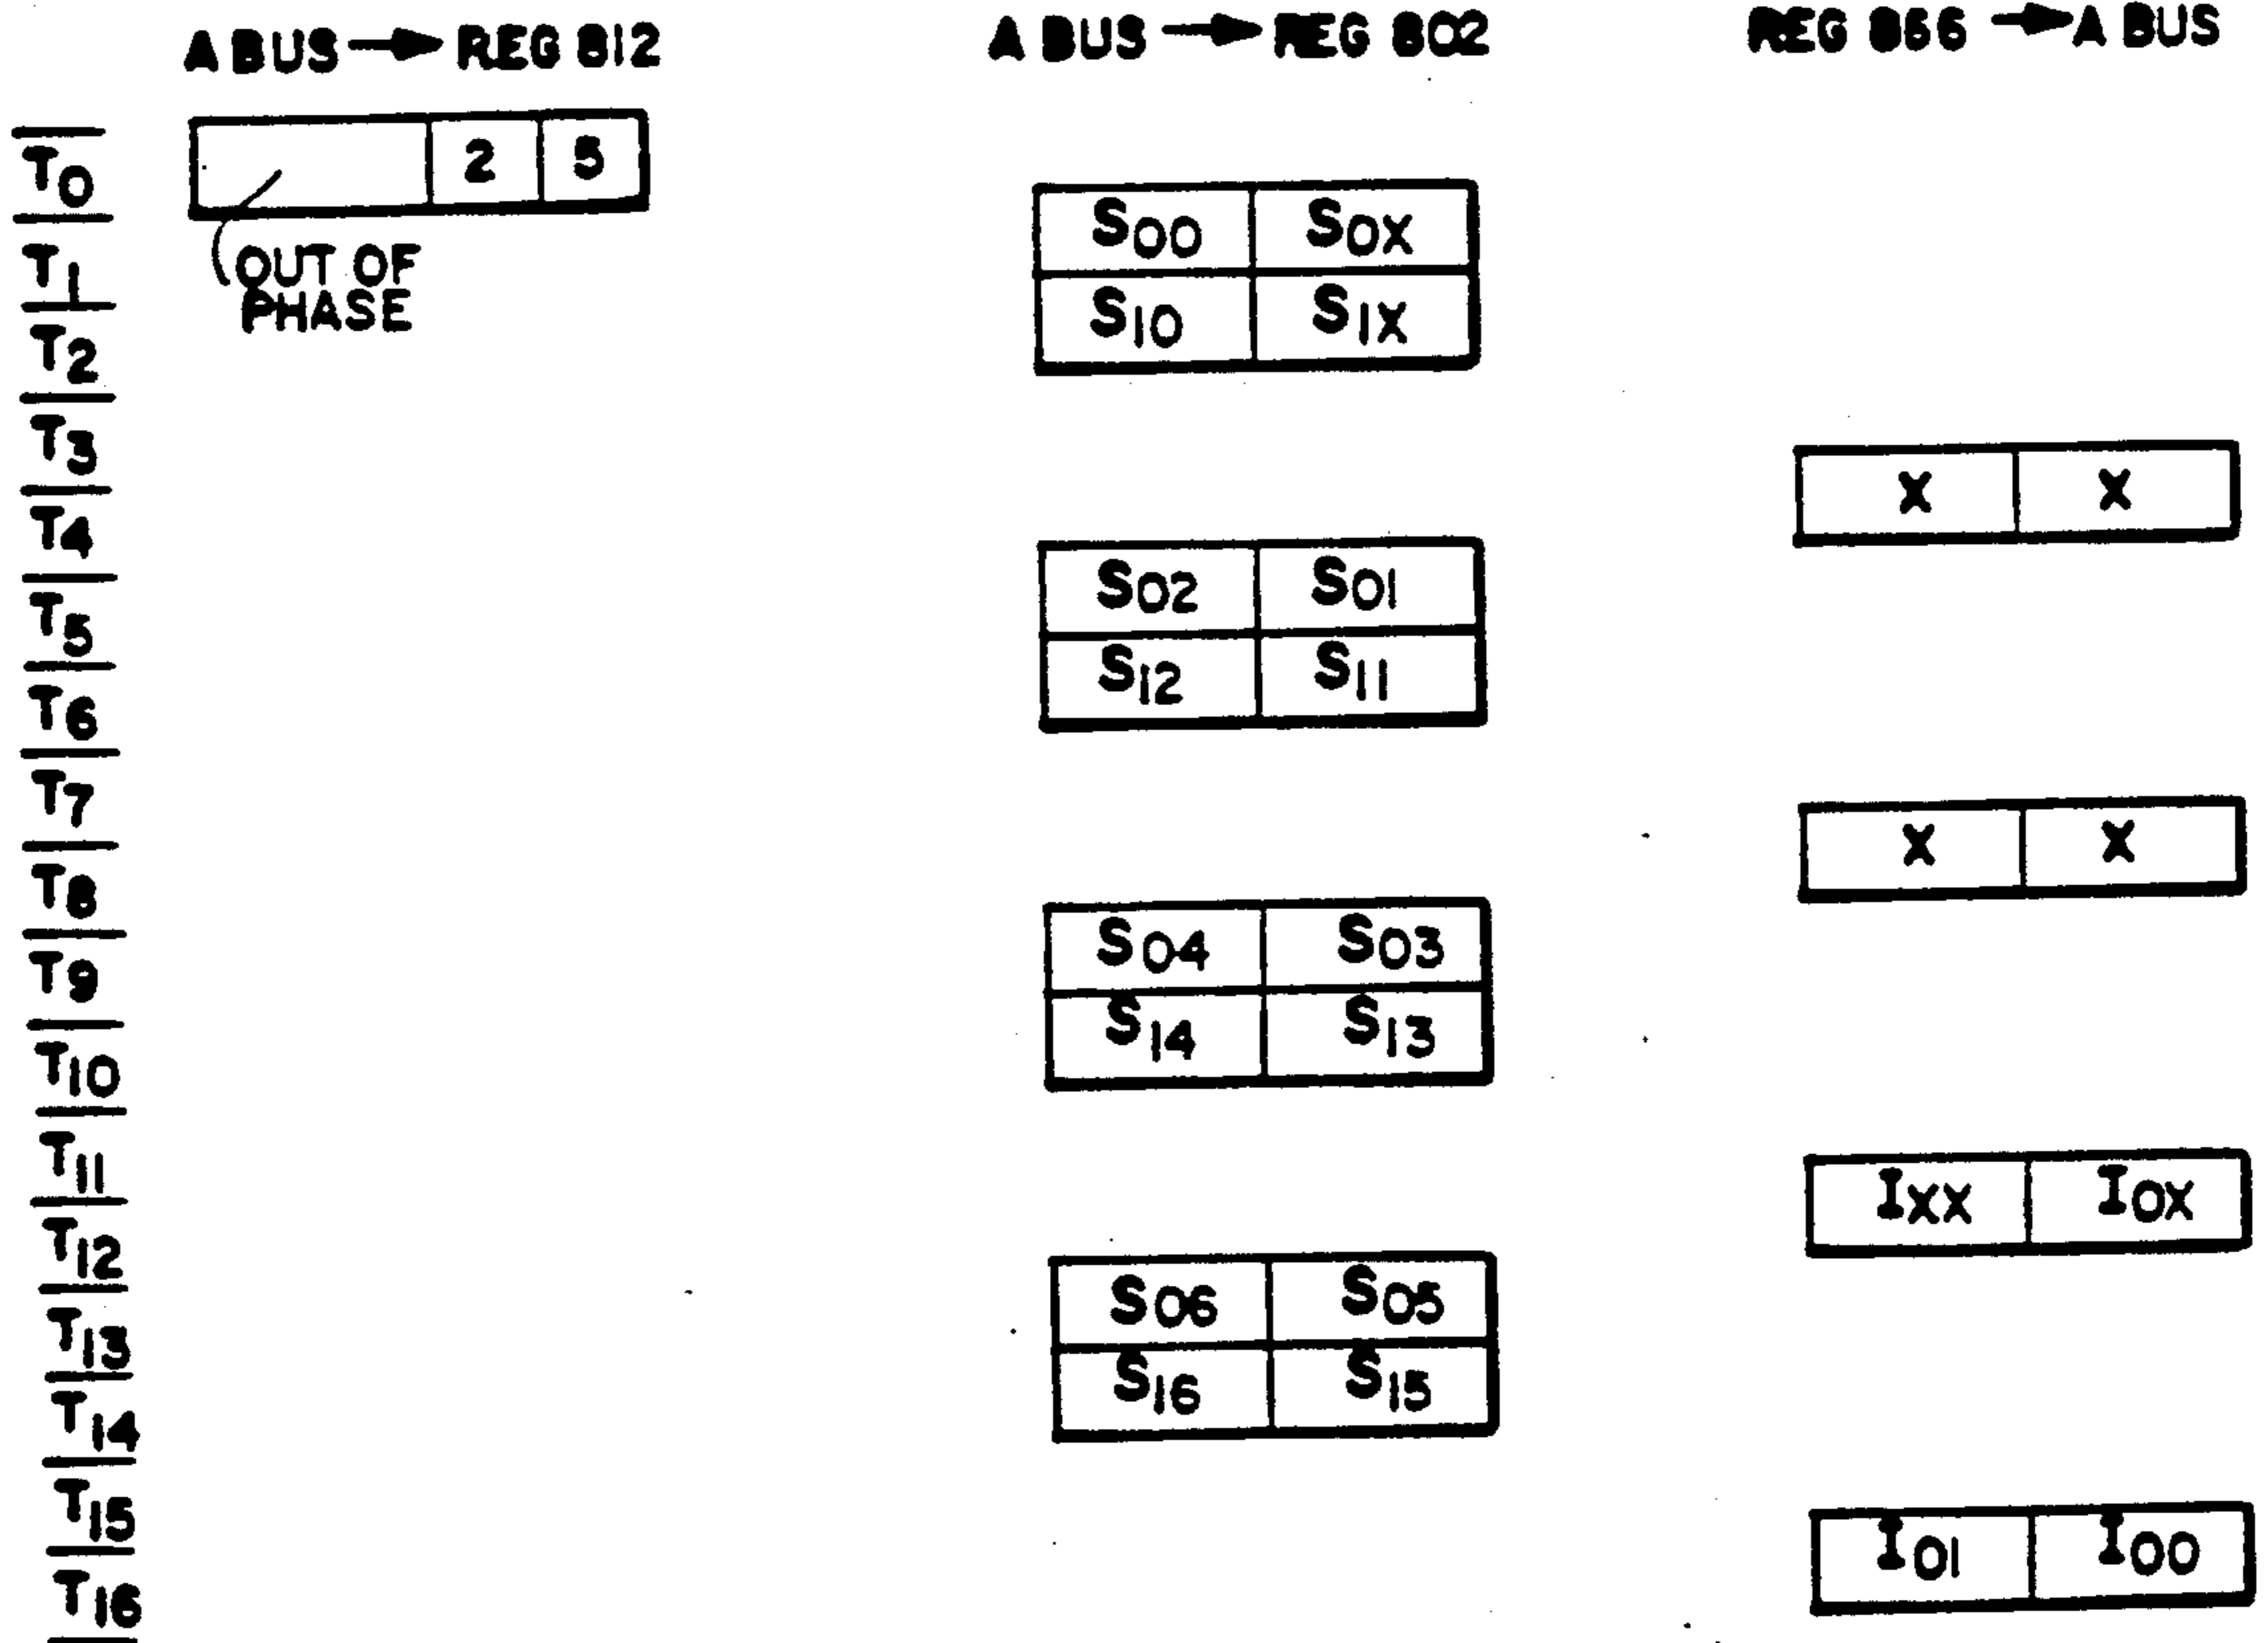 A BUS → REG 812 A BUS → REG 802 REG 866 → A BUS
T0 2 5
S00 S0X
T1 OUT OF
PHASE
S10 S1X
T2
T3
X X
T4
S02 S01
T5
S12 S11
T6
T7
X X
T8
S04 S03
T9
S14 S13
T10
T11
IXX I0X
T12
S06 S05
T13
S16 S15
T14
T15
I01 I00
T16